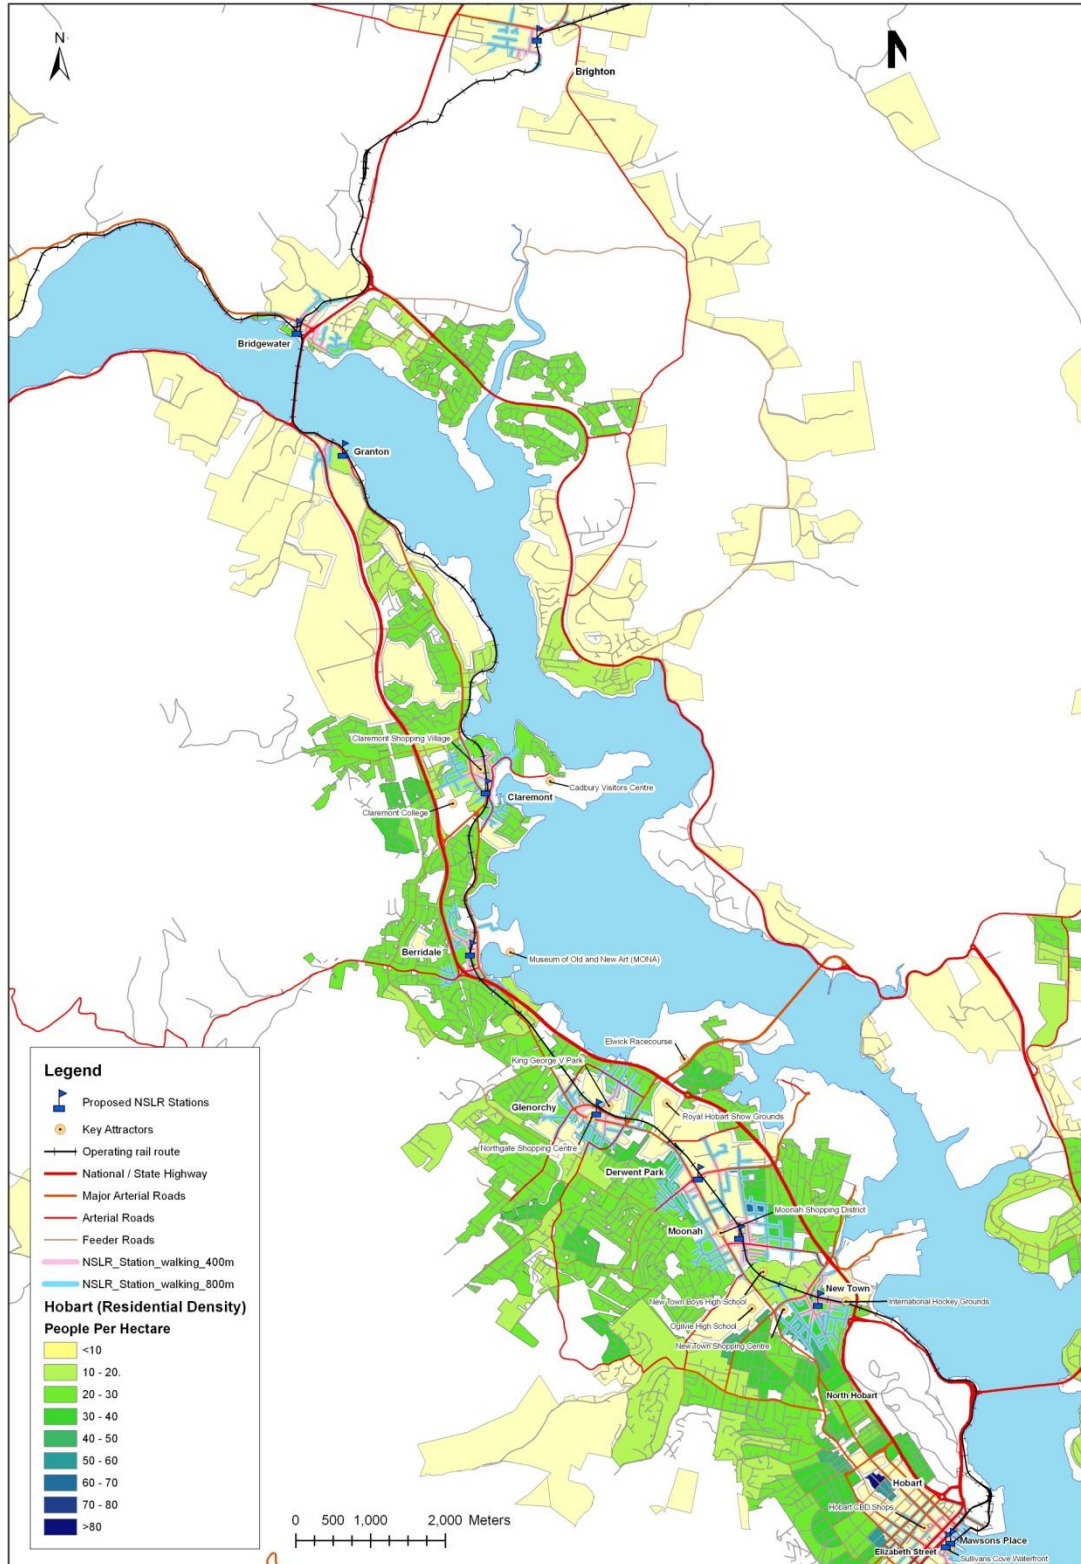 N
N
Brighton
Bridgewater
Granton
Claremont Shopping Village
Claremont
Cadbury Visitors Centre
Claremont College
Berridale
Museum of Old and New Art (MONA)
Elwick Racecourse
King George V Park
Glenorchy
Royal Hobart Show Grounds
Northgate Shopping Centre
Derwent Park
Moonah Shopping District
Moonah
New Town
New Town Boys High School
International Hockey Grounds
Ogilvie High School
New Town Shopping Centre
North Hobart
Hobart
Hobart CBD Shops
Mawsons Place
Elizabeth Street
Sullivans Cove Waterfront
Legend
Proposed NSLR Stations
Key Attractors
Operating rail route
National / State Highway
Major Arterial Roads
Arterial Roads
Feeder Roads
NSLR_Station_walking_400m
NSLR_Station_walking_800m
Hobart (Residential Density)
People Per Hectare
<10
10 - 20.
20 - 30
30 - 40
40 - 50
50 - 60
60 - 70
70 - 80
>80
0 500 1,000 2,000 Meters